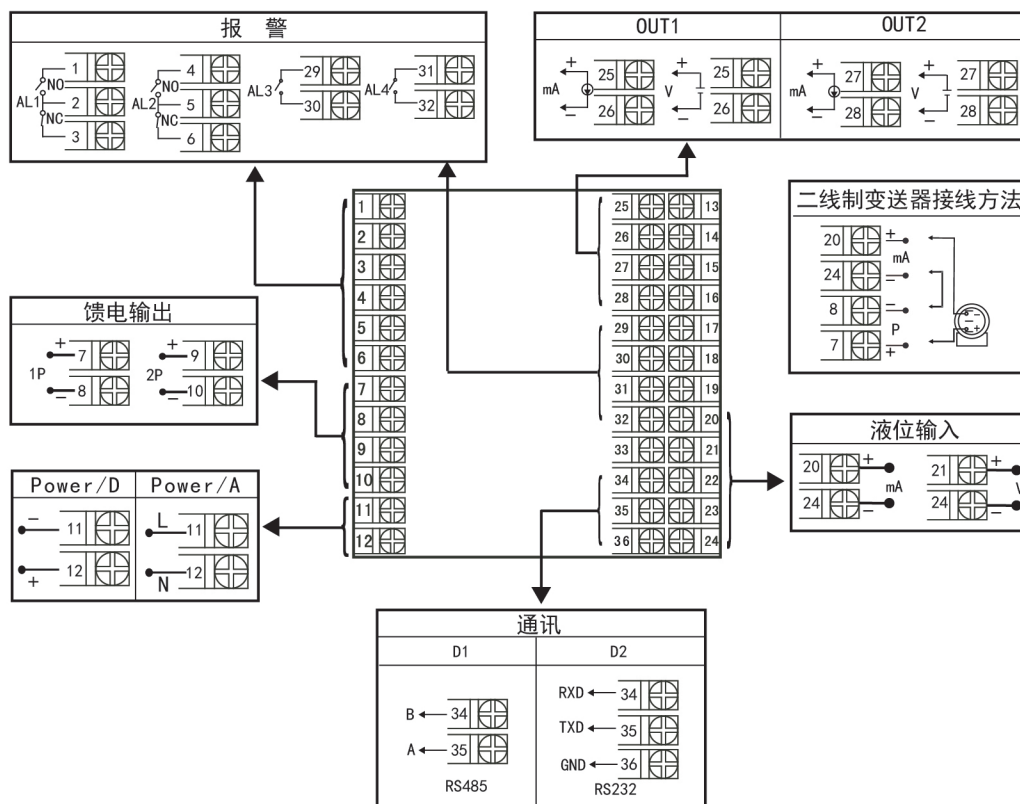 报 警
1
NO
AL1
2
NC
3
4
NO
AL2
5
NC
6
29
AL3
30
31
AL4
32
OUT1
OUT2
+
mA
−
25
26
+
V
−
25
26
+
mA
−
27
28
+
V
−
27
28
1
2
3
4
5
6
7
8
9
10
11
12
25 13
26 14
27 15
28 16
29 17
30 18
31 19
32 20
33 21
34 22
35 23
36 24
二线制变送器接线方法
20 +
mA
24 −
8 −
P
7 +
−
− +
馈电输出
+ 7
1P
− 8
+ 9
2P
− 10
液位输入
20 +
mA
24 −
21 +
V
24 −
Power/D
Power/A
− 11
+ 12
L 11
N 12
通讯
D1
D2
B 34
A 35
RS485
RXD 34
TXD 35
GND 36
RS232